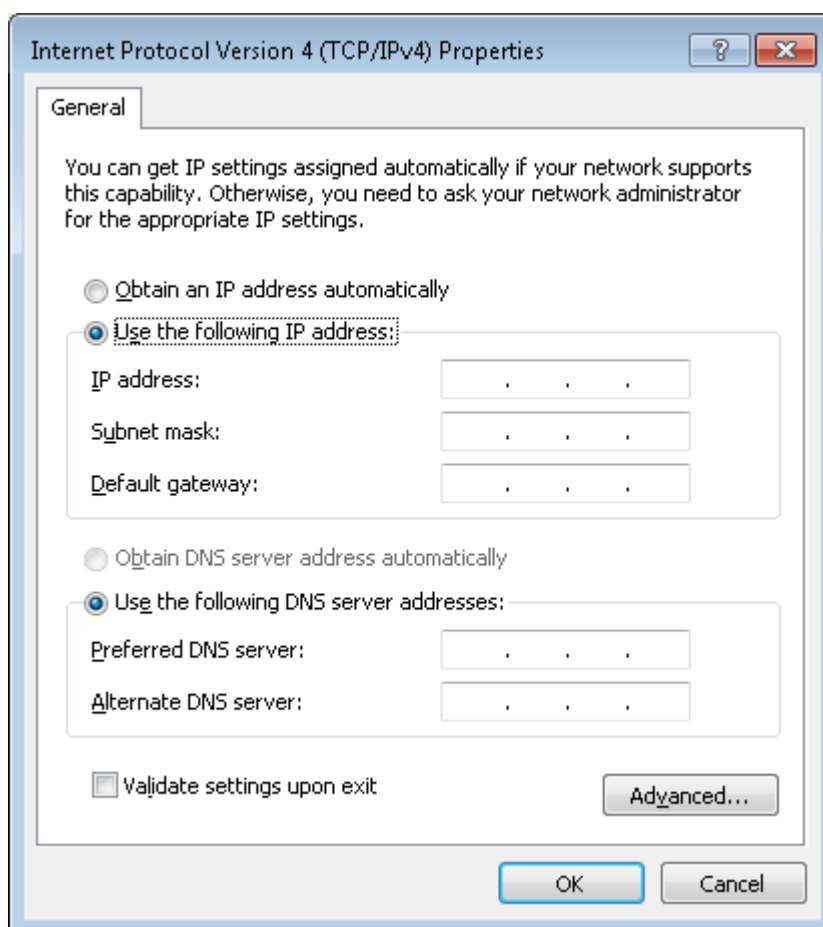 Internet Protocol Version 4 (TCP/IPv4) Properties
General
You can get IP settings assigned automatically if your network supports
this capability. Otherwise, you need to ask your network administrator
for the appropriate IP settings.
Obtain an IP address automatically
Use the following IP address:
IP address: . . .
Subnet mask: . . .
Default gateway: . . .
Obtain DNS server address automatically
Use the following DNS server addresses:
Preferred DNS server: . . .
Alternate DNS server: . . .
Validate settings upon exit
Advanced...
OK Cancel